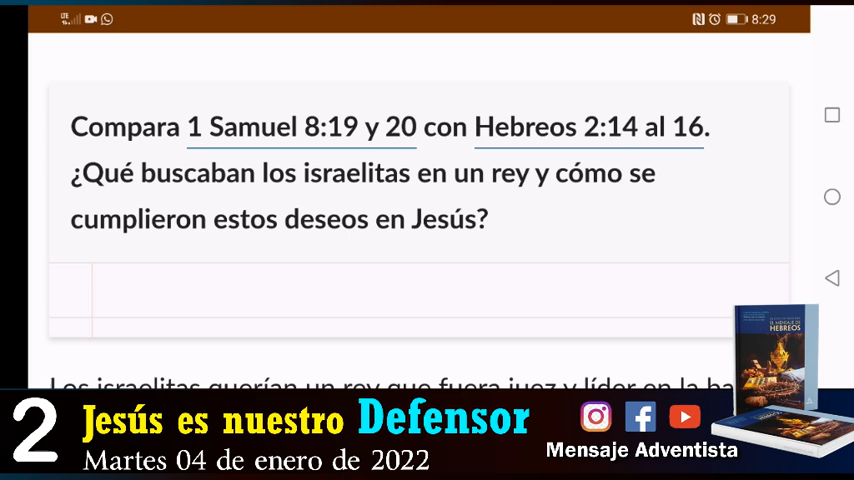 LTE
8:29
Compara 1 Samuel 8:19 y 20 con Hebreos 2:14 al 16.
¿Qué buscaban los israelitas en un rey y cómo se
cumplieron estos deseos en Jesús?
Los israelitas querían un rey que fuera juez y líder en la ba
EL MENSAJE DE
HEBREOS
2 Jesús es nuestro Defensor
Martes 04 de enero de 2022
Mensaje Adventista